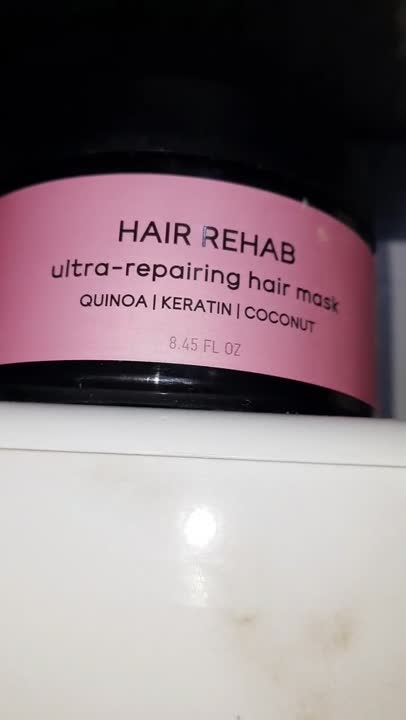 HAIR REHAB
ultra-repairing hair mask
QUINOA | KERATIN | COCONUT
8.45 FL OZ